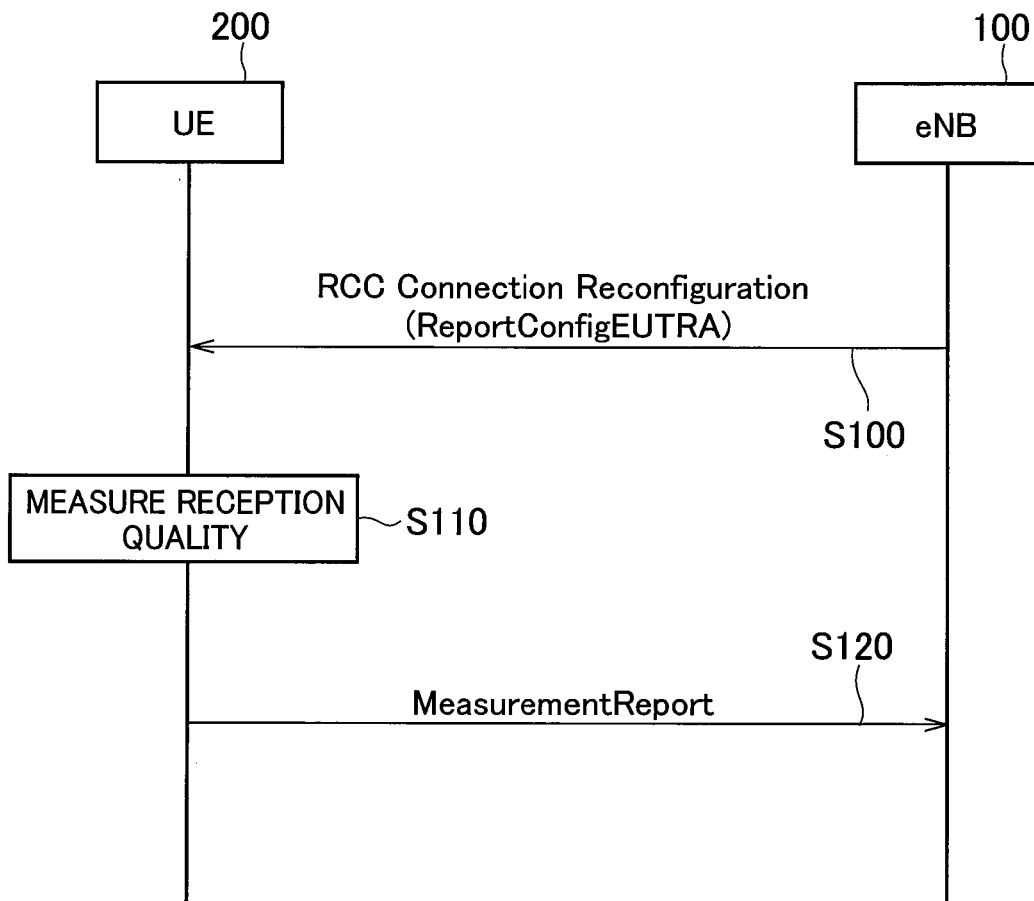 200
100
UE
eNB
RCC Connection Reconfiguration
(ReportConfigEUTRA)
S100
MEASURE RECEPTION
QUALITY
S110
S120
MeasurementReport